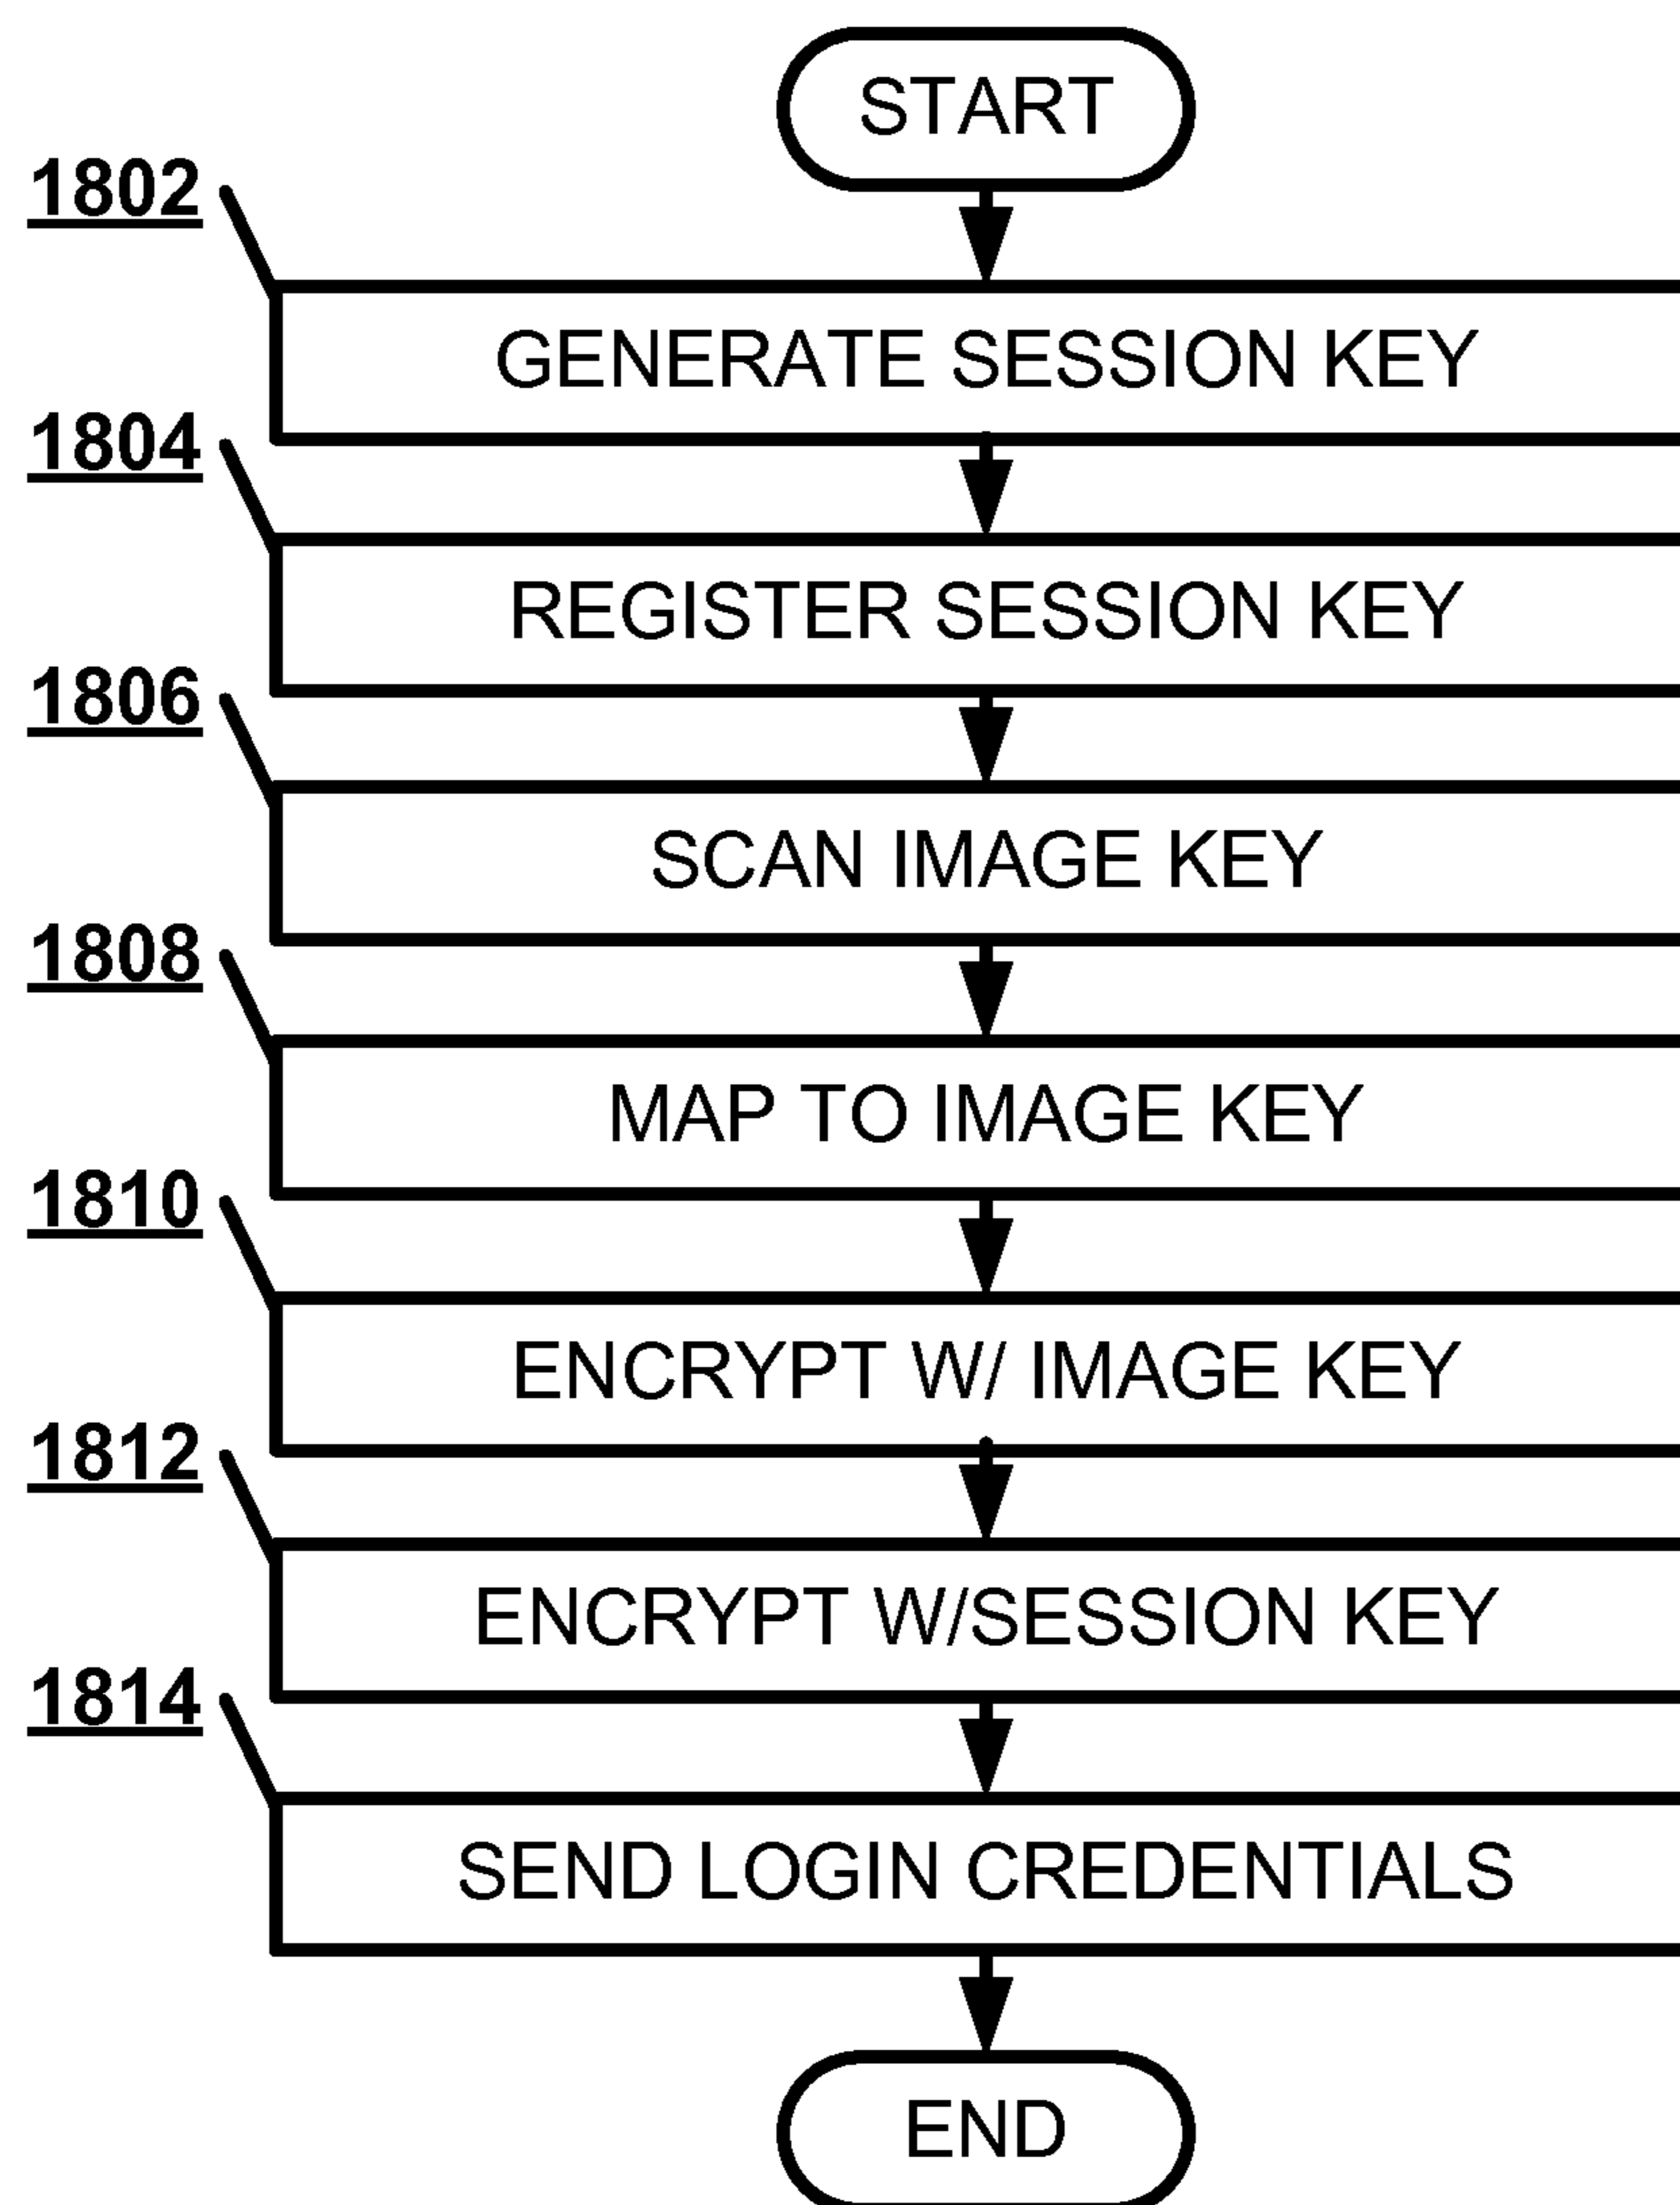 START
1802
GENERATE SESSION KEY
1804
REGISTER SESSION KEY
1806
SCAN IMAGE KEY
1808
MAP TO IMAGE KEY
1810
ENCRYPT W/ IMAGE KEY
1812
ENCRYPT W/SESSION KEY
1814
SEND LOGIN CREDENTIALS
END